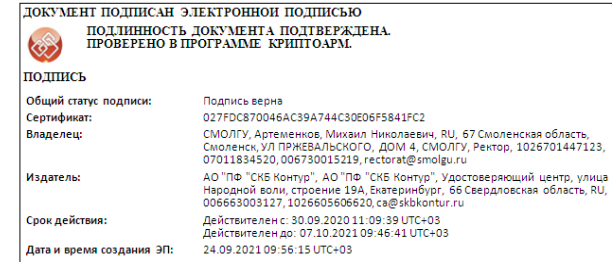 ДОКУМЕНТ ПОДПИСАН ЭЛЕКТРОННОЙ ПОДПИСЬЮ
ПОДЛИННОСТЬ ДОКУМЕНТА ПОДТВЕРЖДЕНА.
ПРОВЕРЕНО В ПРОГРАММЕ КРИПТОАРМ.
ПОДПИСЬ
Общий статус подписи: Подпись верна
Сертификат: 027FDC870046AC39A744C30E06F5841FC2
Владелец: СМОЛГУ, Артеменков, Михаил Николаевич, RU, 67 Смоленская область,
Смоленск, УЛ ПРЖЕВАЛЬСКОГО, ДОМ 4, СМОЛГУ, Ректор, 1026701447123,
07011834520, 006730015219, rectorat@smolgu.ru
Издатель: АО "ПФ "СКБ Контур", АО "ПФ "СКБ Контур", Удостоверяющий центр, улица
Народной воли, строение 19А, Екатеринбург, 66 Свердловская область, RU,
006663003127, 1026605606620, ca@skbkontur.ru
Срок действия: Действителен с: 30.09.2020 11:09:39 UTC+03
Действителен до: 07.10.2021 09:46:41 UTC+03
Дата и время создания ЭП: 24.09.2021 09:56:15 UTC+03